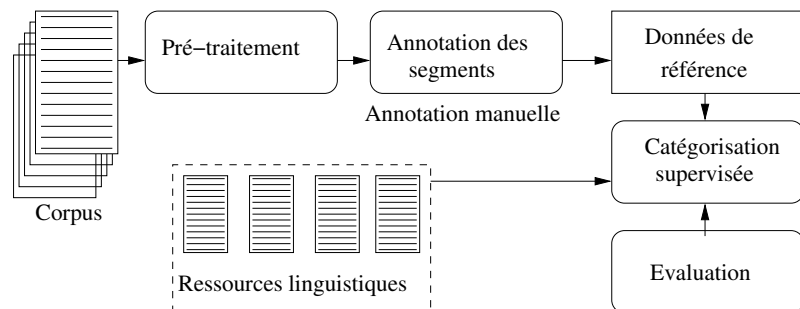 Pré-traitement
Annotation des
segments
Données de
référence
Annotation manuelle
Catégorisation
supervisée
Corpus
Ressources linguistiques
Evaluation